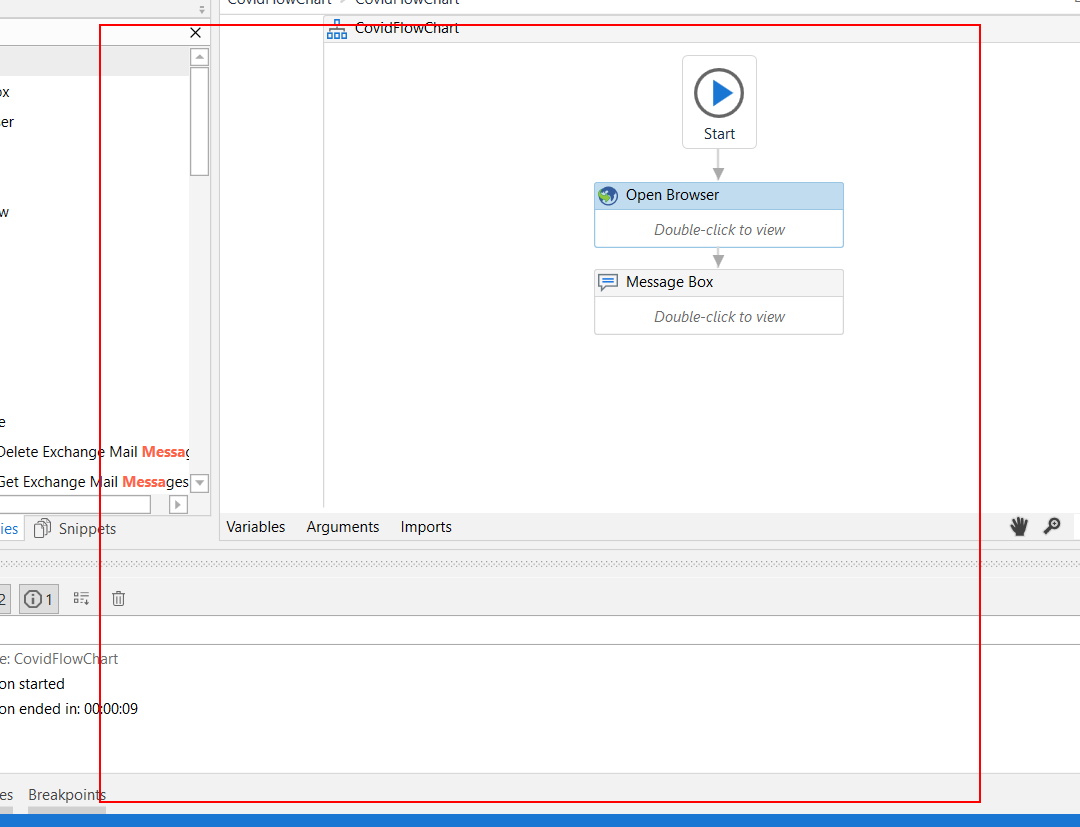 CovidFlowChart > CovidFlowChart
CovidFlowChart
ox
er
w
e
Delete Exchange Mail Messag
Get Exchange Mail Messages
ies
Snippets
Start
Open Browser
Double-click to view
Message Box
Double-click to view
Variables Arguments Imports
2
1
e: CovidFlowChart
on started
on ended in: 00:00:09
es
Breakpoints